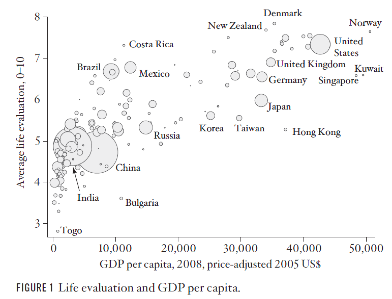 Average life evaluation, 0–10
8
7
6
5
4
3
Denmark
New Zealand
Norway
Costa Rica
United
States
Brazil
Mexico
United Kingdom
Kuwait
Germany
Singapore
Japan
Russia
Korea
Taiwan
Hong Kong
China
India
Bulgaria
Togo
0
10,000
20,000
30,000
40,000
50,000
GDP per capita, 2008, price-adjusted 2005 US$
FIGURE 1 Life evaluation and GDP per capita.